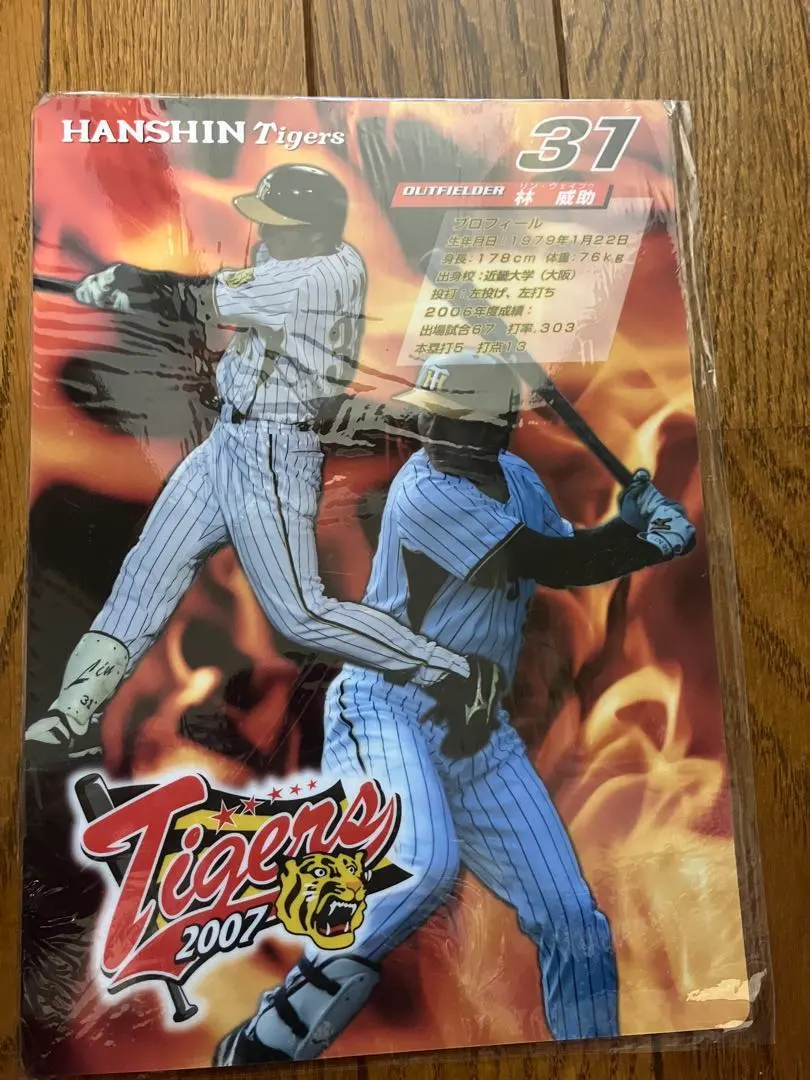 HANSHIN Tigers
31
リン・ウェイツゥ
OUTFIELDER 林 威助
プロフィール
生年月日:1979年1月22日
身長:178cm 体重:76kg
出身校:近畿大学(大阪)
投打:左投げ、左打ち
2006年度成績:
出場試合67 打率.303
本塁打5 打点13
Lin
31
Tigers
2007